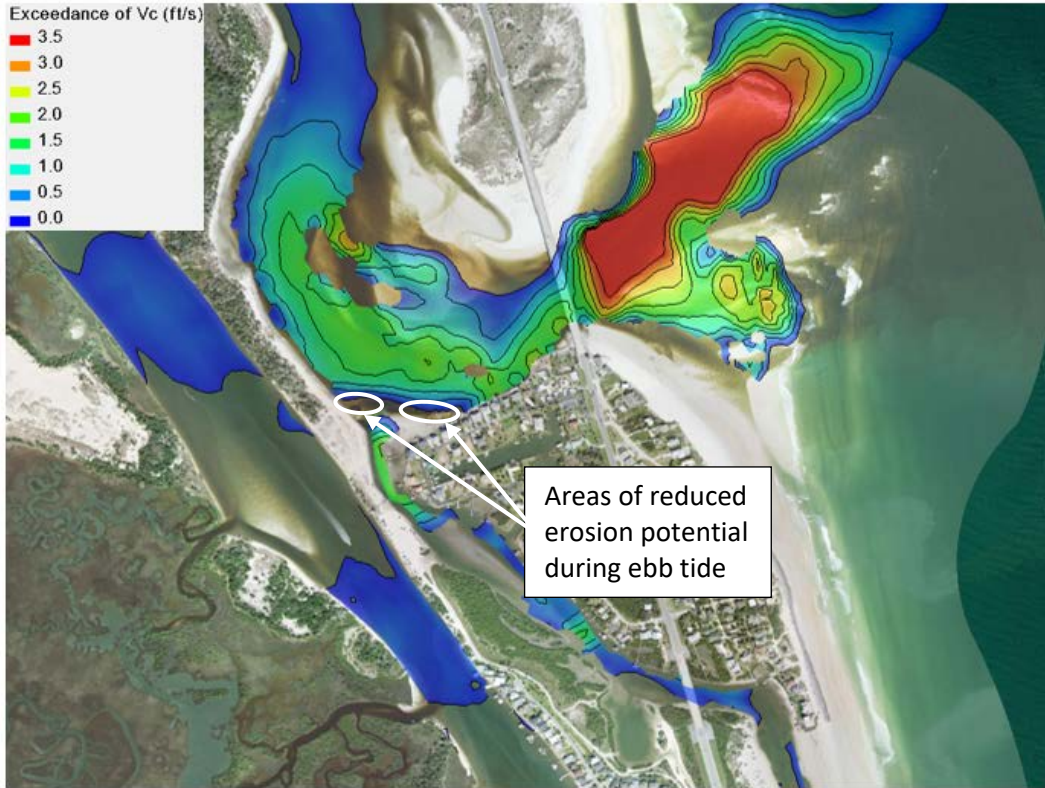 Exceedance of Vc (ft/s)
3.5
3.0
2.5
2.0
1.5
1.0
0.5
0.0
Areas of reduced
erosion potential
during ebb tide